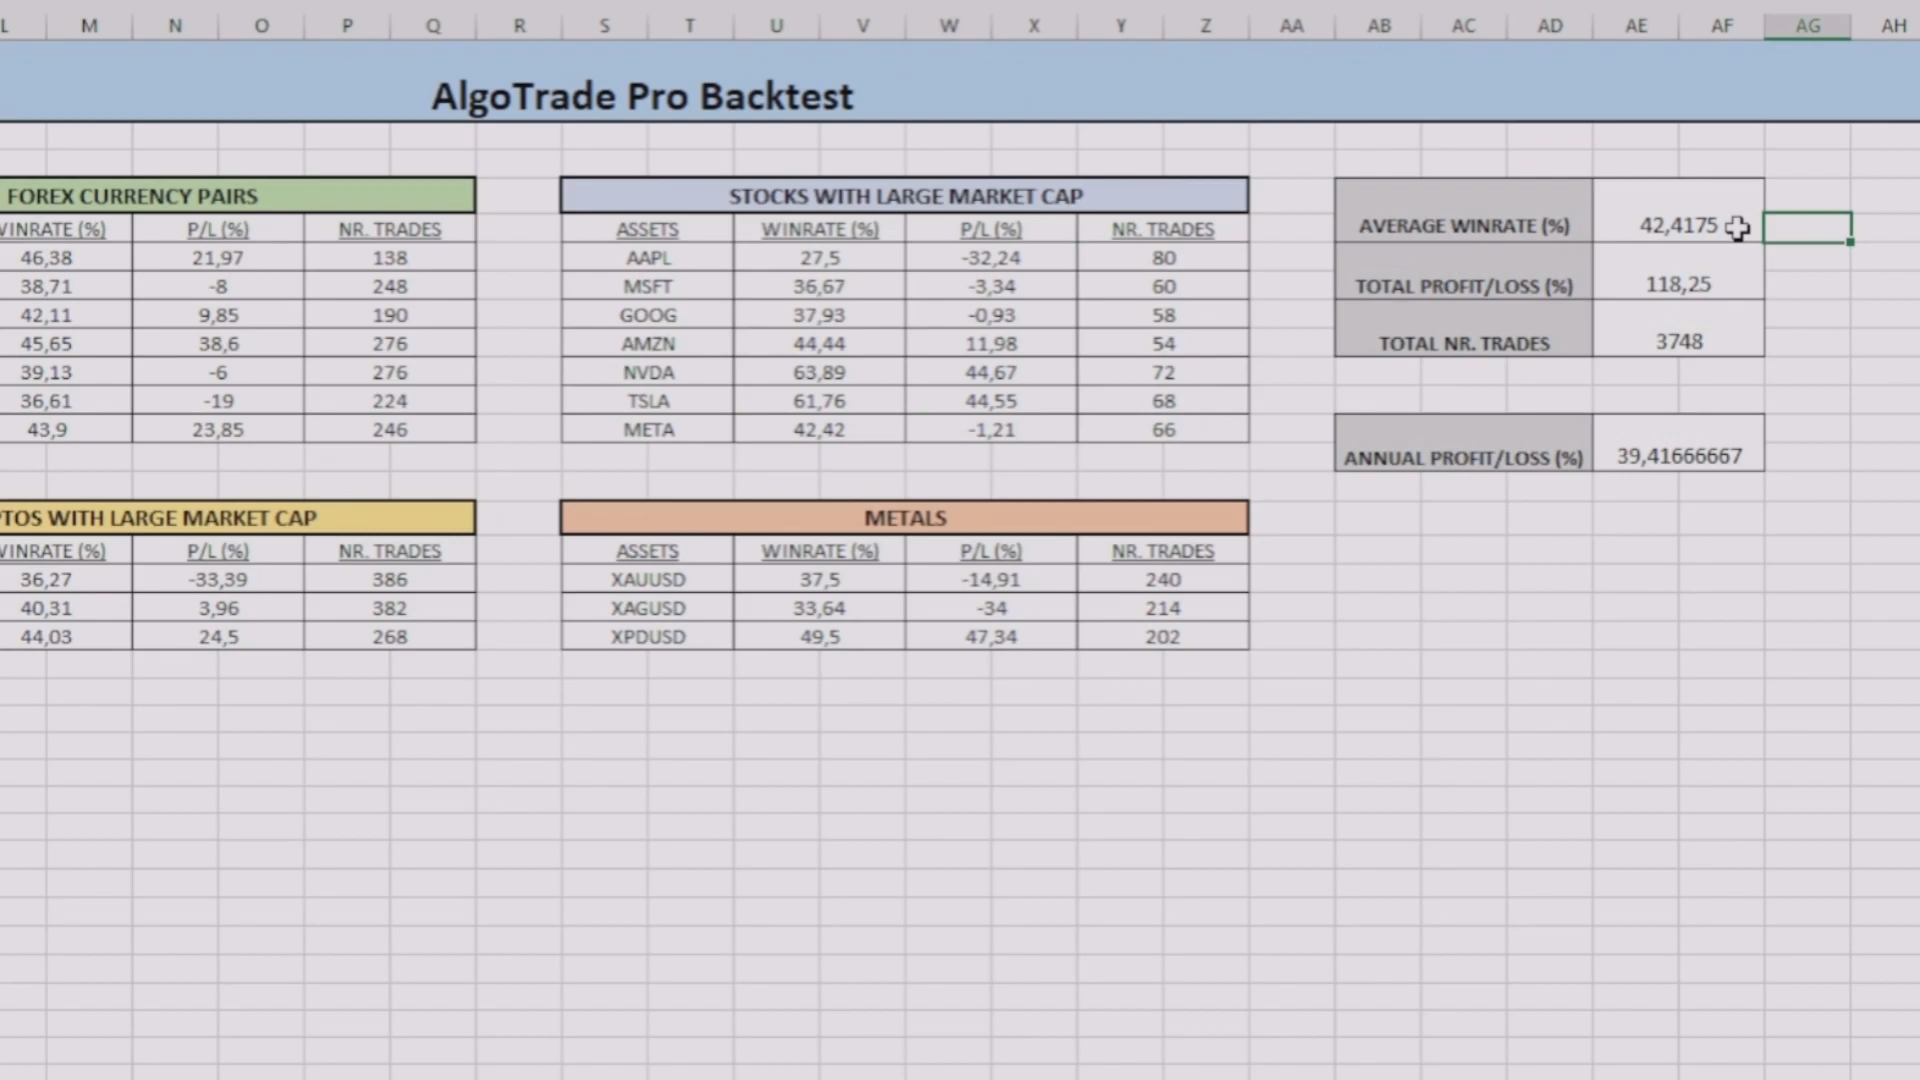 L M N O P Q R S T U V W X Y Z AA AB AC AD AE AF AG AH
AlgoTrade Pro Backtest
FOREX CURRENCY PAIRS
WINRATE (%) P/L (%) NR. TRADES
46,38 21,97 138
38,71 -8 248
42,11 9,85 190
45,65 38,6 276
39,13 -6 276
36,61 -19 224
43,9 23,85 246
STOCKS WITH LARGE MARKET CAP
ASSETS WINRATE (%) P/L (%) NR. TRADES
AAPL 27,5 -32,24 80
MSFT 36,67 -3,34 60
GOOG 37,93 -0,93 58
AMZN 44,44 11,98 54
NVDA 63,89 44,67 72
TSLA 61,76 44,55 68
META 42,42 -1,21 66
AVERAGE WINRATE (%) 42,4175
TOTAL PROFIT/LOSS (%) 118,25
TOTAL NR. TRADES 3748
ANNUAL PROFIT/LOSS (%) 39,41666667
PTOS WITH LARGE MARKET CAP
WINRATE (%) P/L (%) NR. TRADES
36,27 -33,39 386
40,31 3,96 382
44,03 24,5 268
METALS
ASSETS WINRATE (%) P/L (%) NR. TRADES
XAUUSD 37,5 -14,91 240
XAGUSD 33,64 -34 214
XPDUSD 49,5 47,34 202